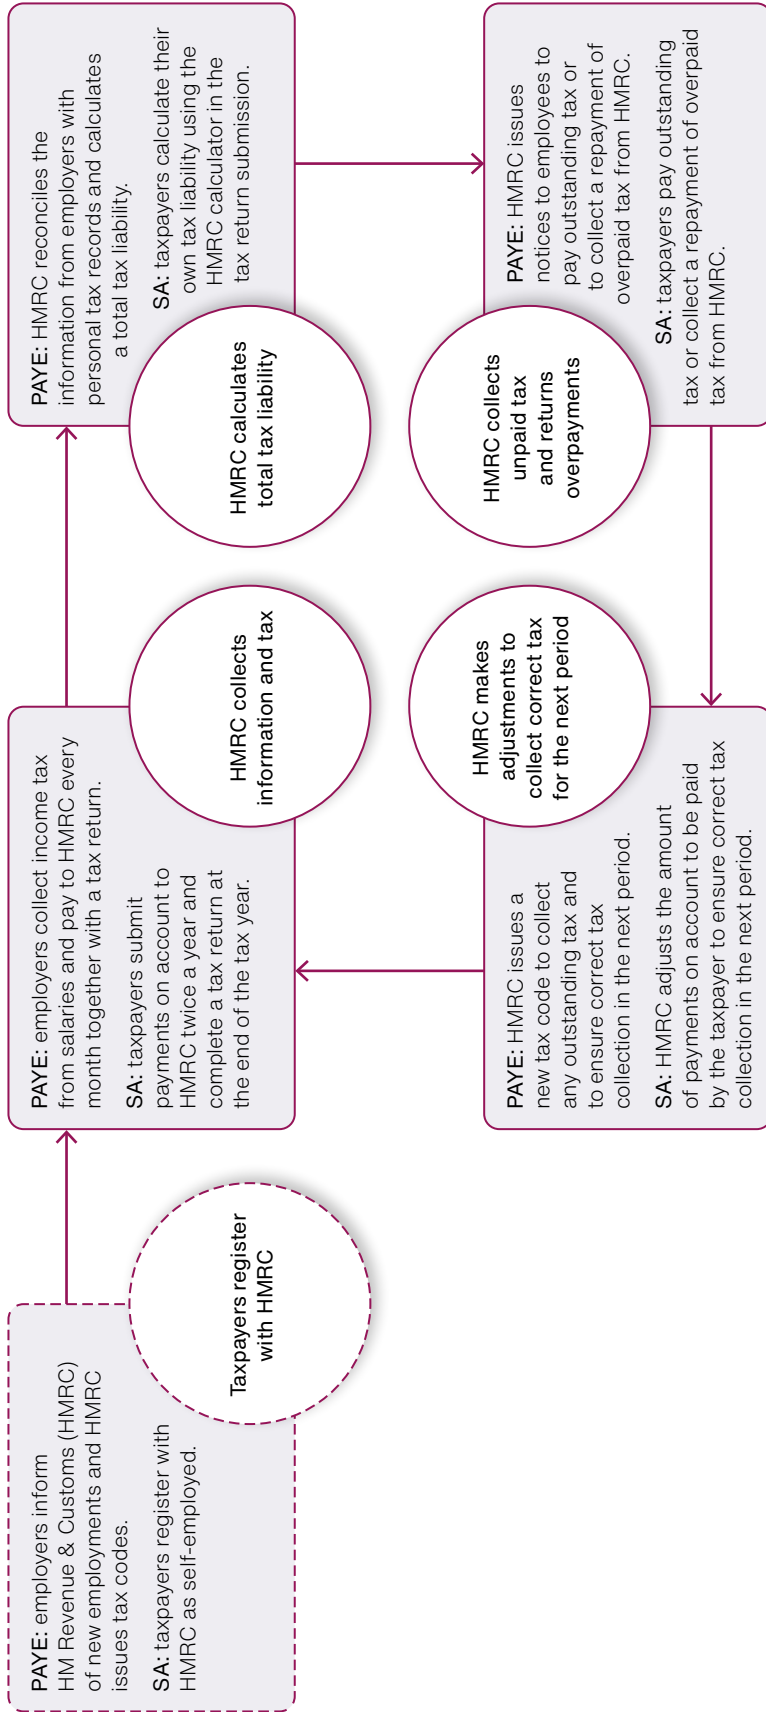 PAYE: employers inform
HM Revenue & Customs (HMRC)
of new employments and HMRC
issues tax codes.
SA: taxpayers register with
HMRC as self-employed.
Taxpayers register
with HMRC
PAYE: employers collect income tax
from salaries and pay to HMRC every
month together with a tax return.
SA: taxpayers submit
payments on account to
HMRC twice a year and
complete a tax return at
the end of the tax year.
HMRC collects
information and tax
PAYE: HMRC reconciles the
information from employers with
personal tax records and calculates
a total tax liability.
SA: taxpayers calculate their
own tax liability using the
HMRC calculator in the
tax return submission.
HMRC calculates
total tax liability
PAYE: HMRC issues
notices to employees to
pay outstanding tax or
to collect a repayment of
overpaid tax from HMRC.
SA: taxpayers pay outstanding
tax or collect a repayment of overpaid
tax from HMRC.
HMRC collects
unpaid tax
and returns
overpayments
PAYE: HMRC issues a
new tax code to collect
any outstanding tax and
to ensure correct tax
collection in the next period.
SA: HMRC adjusts the amount
of payments on account to be paid
by the taxpayer to ensure correct tax
collection in the next period.
HMRC makes
adjustments to
collect correct tax
for the next period